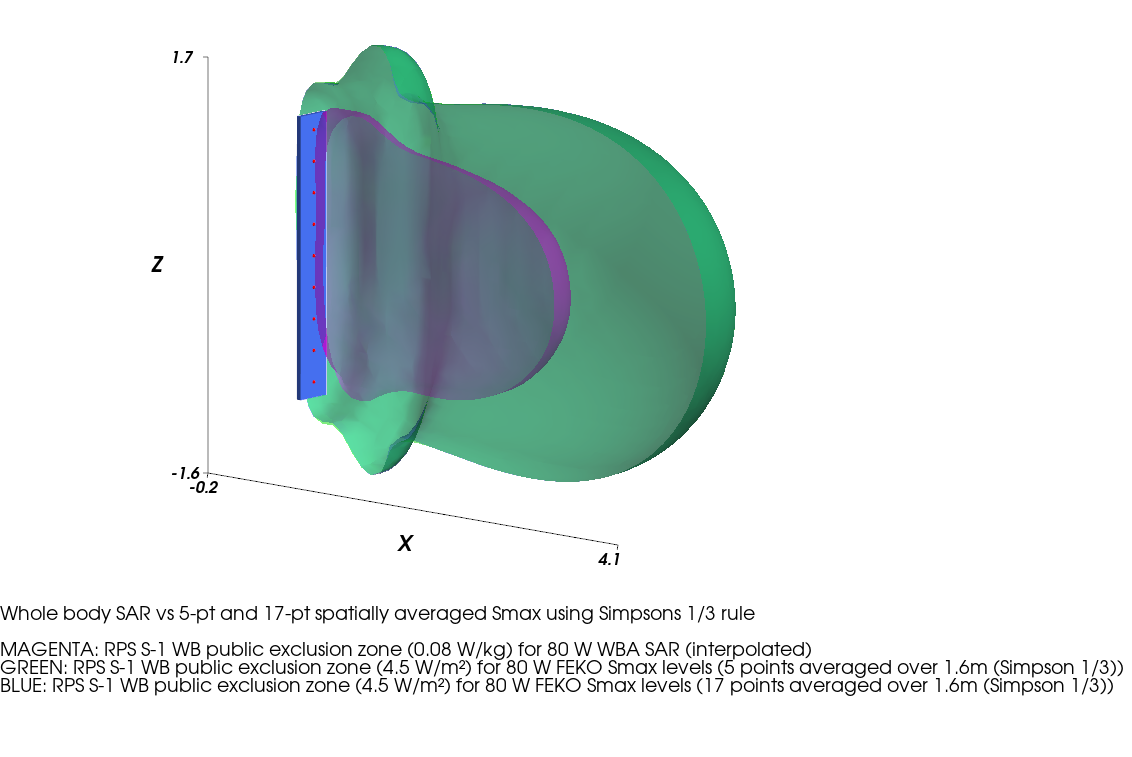 1.7
Z
-1.6
-0.2
X
4.1
Whole body SAR vs 5-pt and 17-pt spatially averaged Smax using Simpsons 1/3 rule
MAGENTA: RPS S-1 WB public exclusion zone (0.08 W/kg) for 80 W WBA SAR (interpolated)
GREEN: RPS S-1 WB public exclusion zone (4.5 W/m²) for 80 W FEKO Smax levels (5 points averaged over 1.6m (Simpson 1/3))
BLUE: RPS S-1 WB public exclusion zone (4.5 W/m²) for 80 W FEKO Smax levels (17 points averaged over 1.6m (Simpson 1/3))